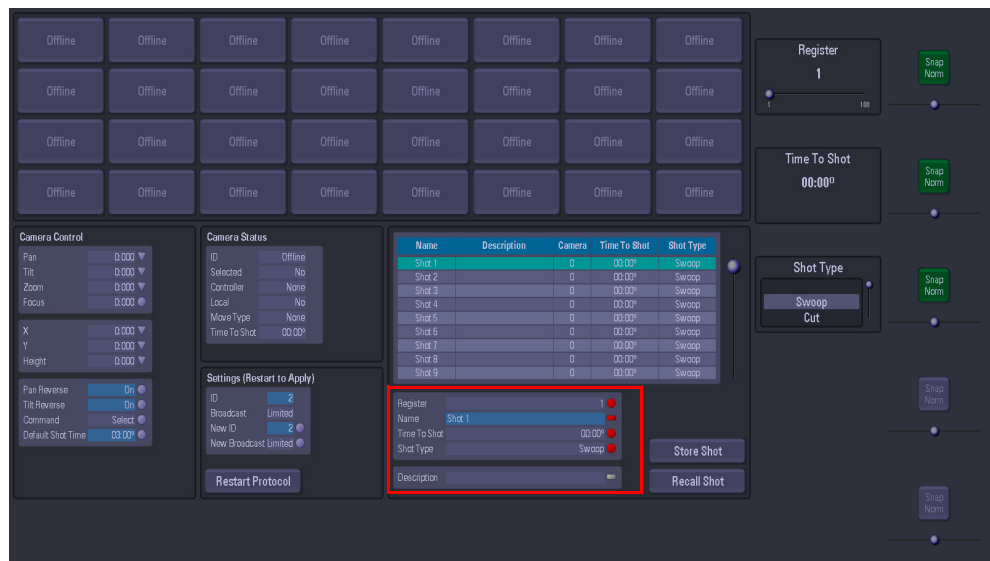 Offline Offline Offline Offline Offline Offline Offline Offline
Offline Offline Offline Offline Offline Offline Offline Offline
Offline Offline Offline Offline Offline Offline Offline Offline
Offline Offline Offline Offline Offline Offline Offline Offline
Register
1
1 100
Snap
Norm
Time To Shot
00:00⁰
Snap
Norm
Shot Type
Swoop
Cut
Snap
Norm
Snap
Norm
Snap
Norm
Camera Control
Pan 0.000
Tilt 0.000
Zoom 0.000
Focus 0.000
X 0.000
Y 0.000
Height 0.000
Pan Reverse On
Tilt Reverse On
Command Select
Default Shot Time 03:00⁰
Camera Status
ID Offline
Selected No
Controller None
Local No
Move Type None
Time To Shot 00:00⁰
Settings (Restart to Apply)
ID 2
Broadcast Limited
New ID 2
New Broadcast Limited
Restart Protocol
Name Description Camera Time To Shot Shot Type
Shot 1 0 00:00⁰ Swoop
Shot 2 0 00:00⁰ Swoop
Shot 3 0 00:00⁰ Swoop
Shot 4 0 00:00⁰ Swoop
Shot 5 0 00:00⁰ Swoop
Shot 6 0 00:00⁰ Swoop
Shot 7 0 00:00⁰ Swoop
Shot 8 0 00:00⁰ Swoop
Shot 9 0 00:00⁰ Swoop
Register 1
Name Shot 1
Time To Shot 00:00⁰
Shot Type Swoop
Description
Store Shot
Recall Shot